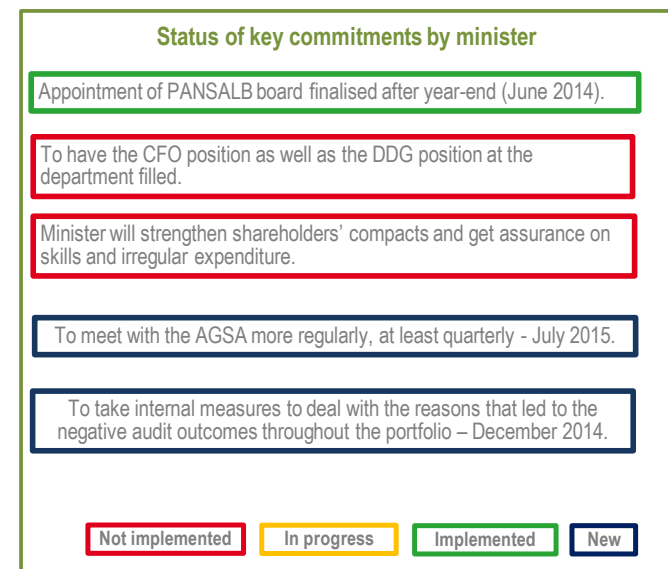 Status of key commitments by minister
Appointment of PANSALB board finalised after year-end (June 2014).
To have the CFO position as well as the DDG position at the
department filled.
Minister will strengthen shareholders' compacts and get assurance on
skills and irregular expenditure.
To meet with the AGSA more regularly, at least quarterly - July 2015.
To take internal measures to deal with the reasons that led to the
negative audit outcomes throughout the portfolio – December 2014.
Not implemented
In progress
Implemented
New